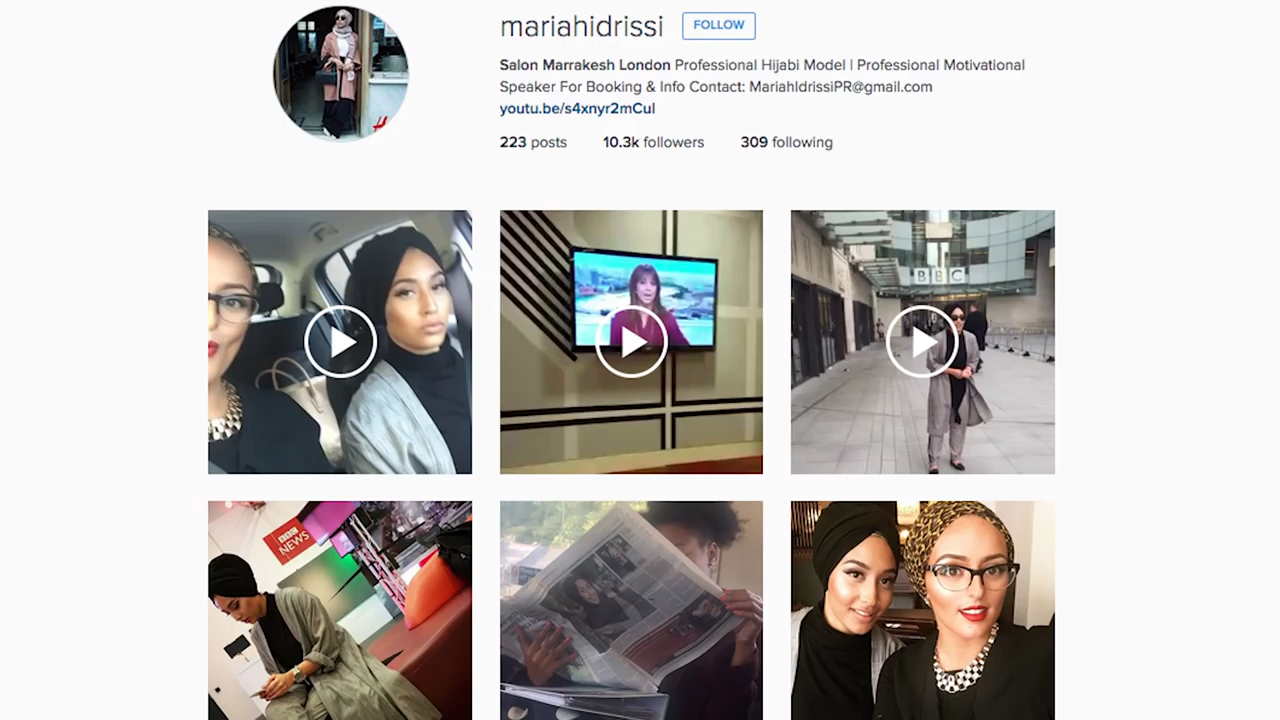 mariahidrissi FOLLOW
Salon Marrakesh London Professional Hijabi Model | Professional Motivational
Speaker For Booking & Info Contact: MariahIdrissiPR@gmail.com
youtu.be/s4xnyr2mCuI
223 posts 10.3k followers 309 following
BBC
BBC
NEWS